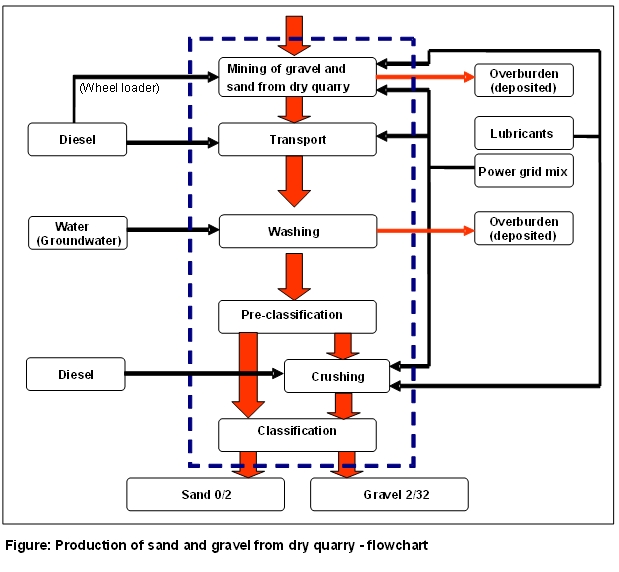 Mining of gravel and
sand from dry quarry
Overburden
(deposited)
(Wheel loader)
Diesel
Transport
Lubricants
Power grid mix
Water
(Groundwater)
Washing
Overburden
(deposited)
Pre-classification
Diesel
Crushing
Classification
Sand 0/2
Gravel 2/32
Figure: Production of sand and gravel from dry quarry - flowchart